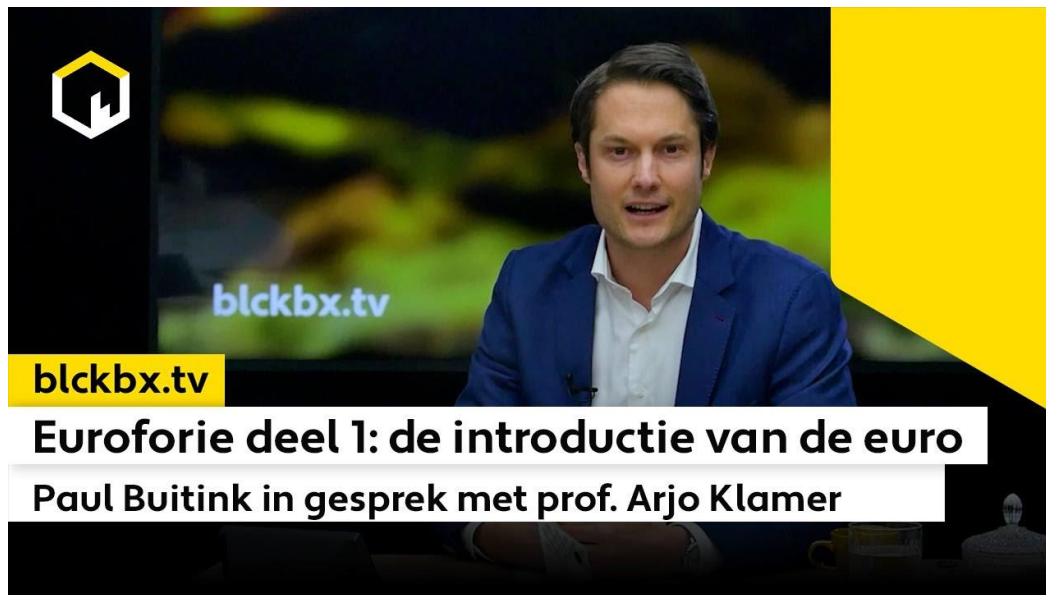 blckbx.tv
blckbx.tv
Euroforie deel 1: de introductie van de euro
Paul Buitink in gesprek met prof. Arjo Klamer